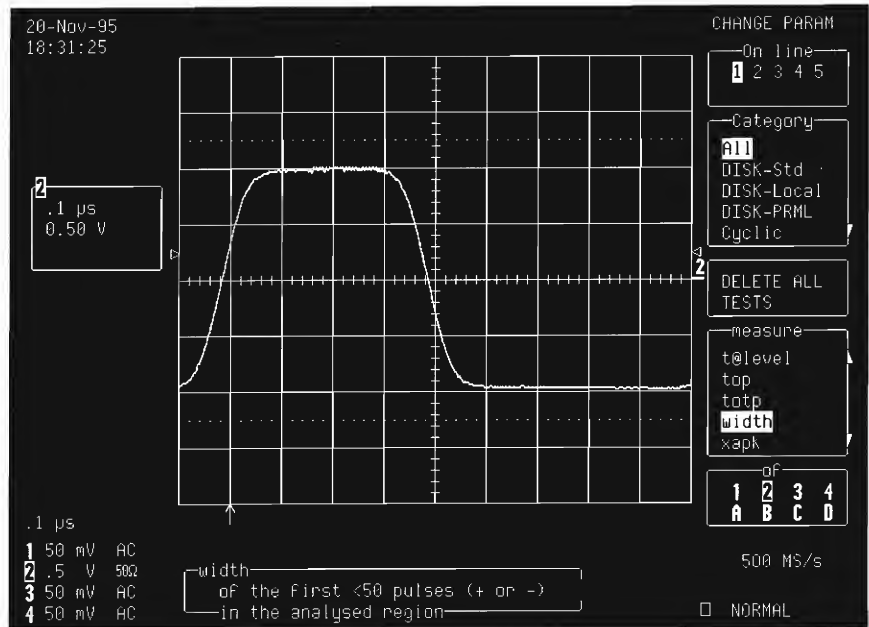 20-Nov-95
18:31:25
2
.1 µs
0.50 V
2
CHANGE PARAM
On line
1 2 3 4 5
Category
All
DISK-Std
DISK-Local
DISK-PRML
Cyclic
DELETE ALL
TESTS
measure
t@level
top
totp
width
xapk
of
1 2 3 4
A B C D
.1 µs
1 50 mV AC
2 .5 V 50Ω
3 50 mV AC
4 50 mV AC
width
of the first <50 pulses (+ or -)
in the analysed region
500 MS/s
NORMAL